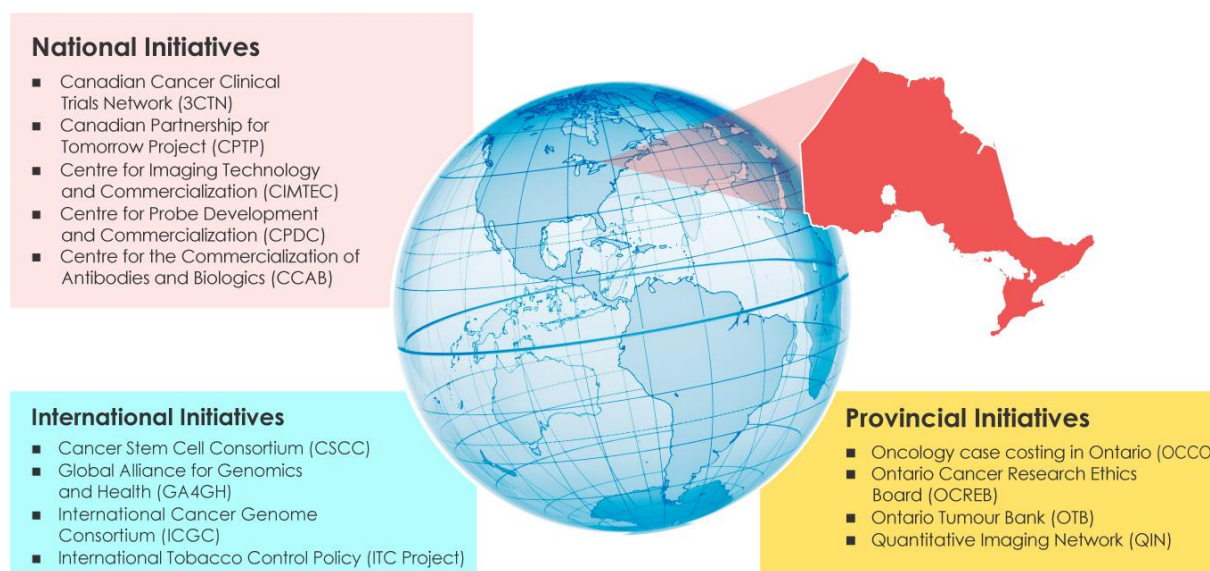 National Initiatives
■ Canadian Cancer Clinical
Trials Network (3CTN)
■ Canadian Partnership for
Tomorrow Project (CPTP)
■ Centre for Imaging Technology
and Commercialization (CIMTEC)
■ Centre for Probe Development
and Commercialization (CPDC)
■ Centre for the Commercialization of
Antibodies and Biologics (CCAB)
International Initiatives
■ Cancer Stem Cell Consortium (CSCC)
■ Global Alliance for Genomics
and Health (GA4GH)
■ International Cancer Genome
Consortium (ICGC)
■ International Tobacco Control Policy (ITC Project)
Provincial Initiatives
■ Oncology case costing in Ontario (OCCO
■ Ontario Cancer Research Ethics
Board (OCREB)
■ Ontario Tumour Bank (OTB)
■ Quantitative Imaging Network (QIN)